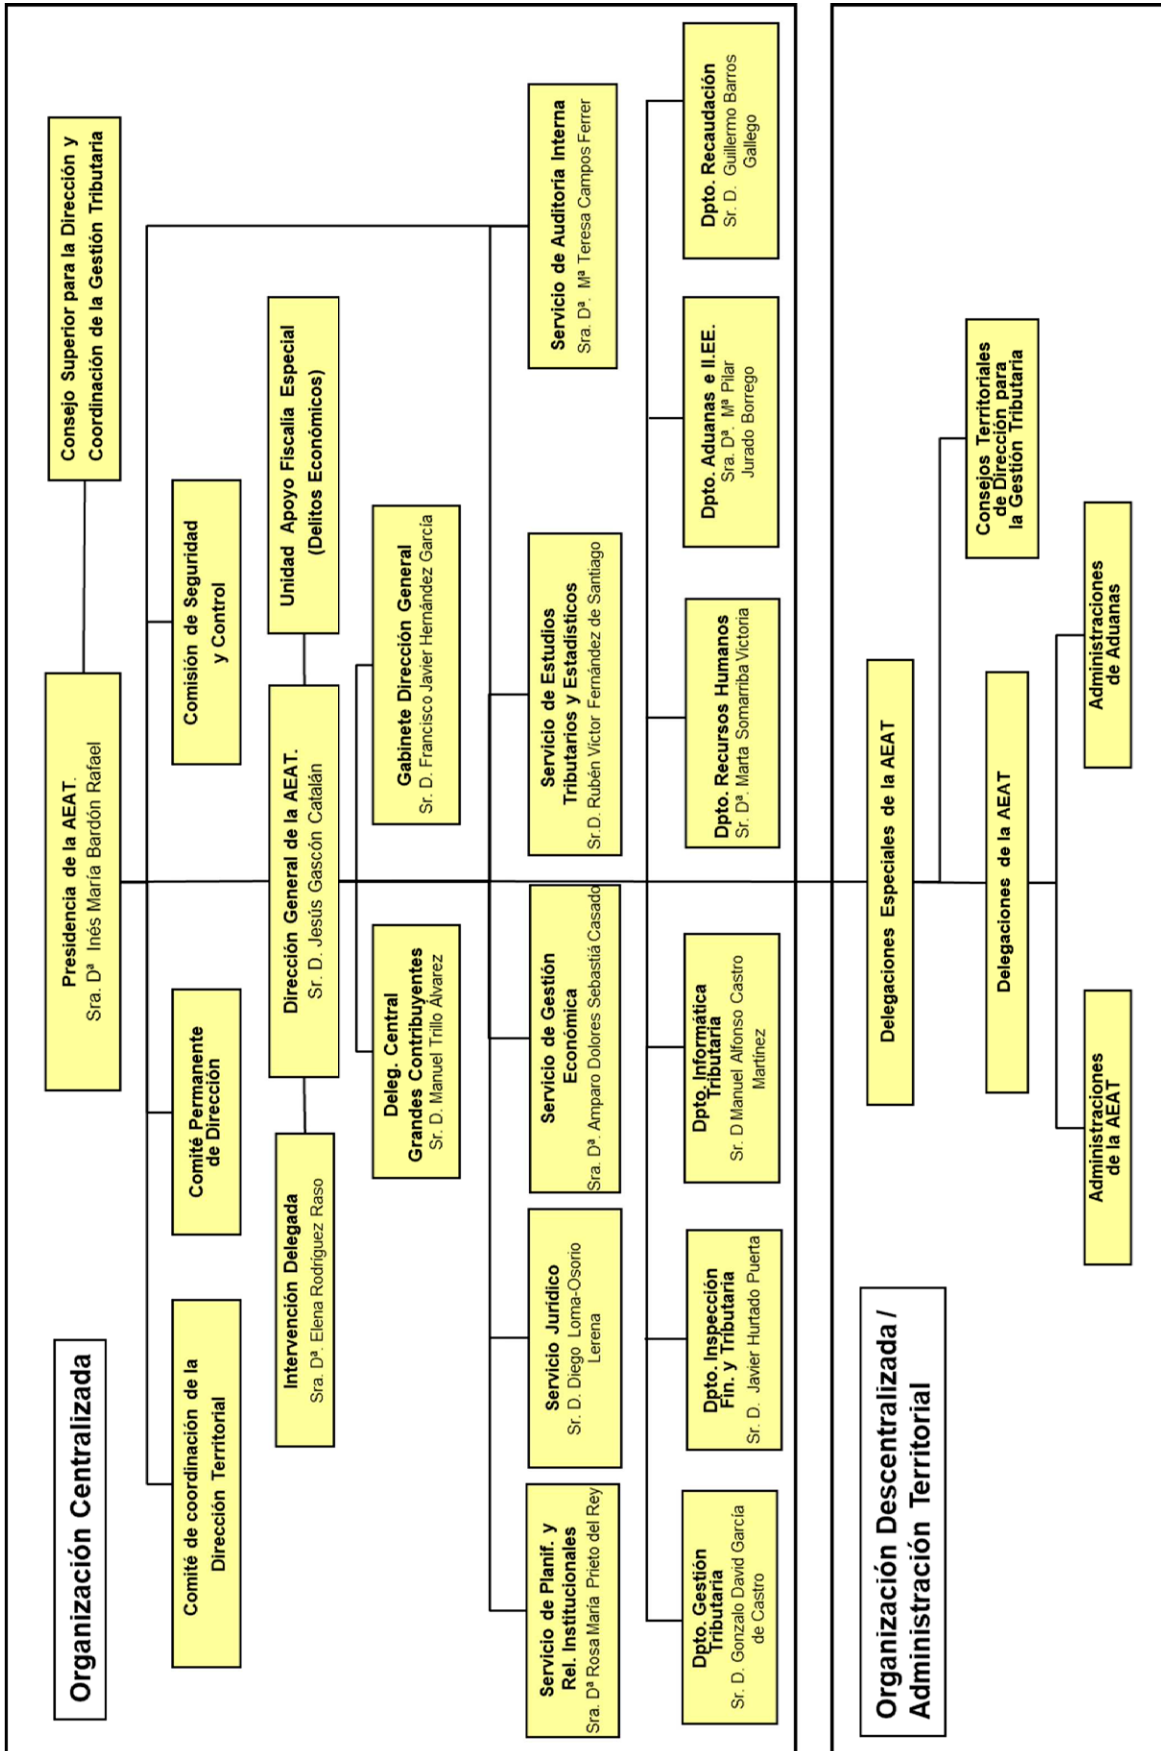 Organización Centralizada
Presidencia de la AEAT.
Sra. Dª Inés María Bardón Rafael
Consejo Superior para la Dirección y
Coordinación de la Gestión Tributaria
Comité de coordinación de la
Dirección Territorial
Comité Permanente
de Dirección
Comisión de Seguridad
y Control
Intervención Delegada
Sra. Dª. Elena Rodríguez Raso
Dirección General de la AEAT.
Sr. D. Jesús Gascón Catalán
Unidad Apoyo Fiscalía Especial
(Delitos Económicos)
Deleg. Central
Grandes Contribuyentes
Sr. D. Manuel Trillo Álvarez
Gabinete Dirección General
Sr. D. Francisco Javier Hernández García
Servicio de Planif. y
Rel. Institucionales
Sra. Dª Rosa María Prieto del Rey
Servicio Jurídico
Sr. D. Diego Loma-Osorio
Lerena
Servicio de Gestión
Económica
Sra. Dª. Amparo Dolores Sebastiá Casado
Servicio de Estudios
Tributarios y Estadísticos
Sr.D. Rubén Víctor Fernández de Santiago
Servicio de Auditoría Interna
Sra. Dª. Mª Teresa Campos Ferrer
Dpto. Gestión
Tributaria
Sr. D. Gonzalo David García
de Castro
Dpto. Inspección
Fin. y Tributaria
Sr. D. Javier Hurtado Puerta
Dpto. Informática
Tributaria
Sr. D Manuel Alfonso Castro
Martínez
Dpto. Recursos Humanos
Sr. Dª. Marta Somarriba Victoria
Dpto. Aduanas e II.EE.
Sra. Dª. Mª Pilar
Jurado Borrego
Dpto. Recaudación
Sr. D. Guillermo Barros
Gallego
Organización Descentralizada /
Administración Territorial
Delegaciones Especiales de la AEAT
Consejos Territoriales
de Dirección para
la Gestión Tributaria
Delegaciones de la AEAT
Administraciones
de la AEAT
Administraciones
de Aduanas